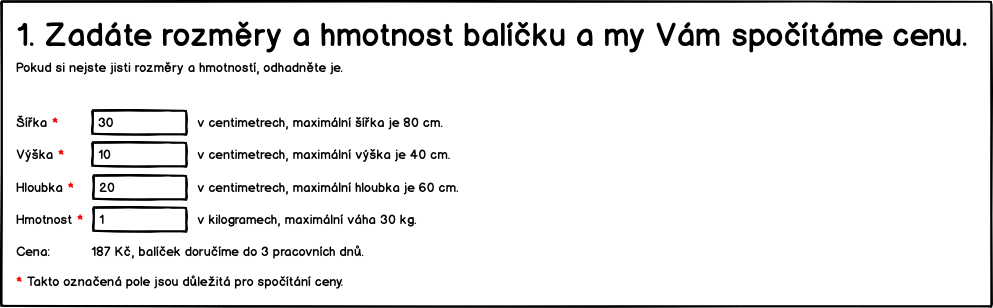 1. Zadáte rozměry a hmotnost balíčku a my Vám spočítáme cenu.
Pokud si nejste jisti rozměry a hmotností, odhadněte je.
Šířka * 30 v centimetrech, maximální šířka je 80 cm.
Výška * 10 v centimetrech, maximální výška je 40 cm.
Hloubka * 20 v centimetrech, maximální hloubka je 60 cm.
Hmotnost * 1 v kilogramech, maximální váha 30 kg.
Cena: 187 Kč, balíček doručíme do 3 pracovních dnů.
* Takto označená pole jsou důležitá pro spočítání ceny.